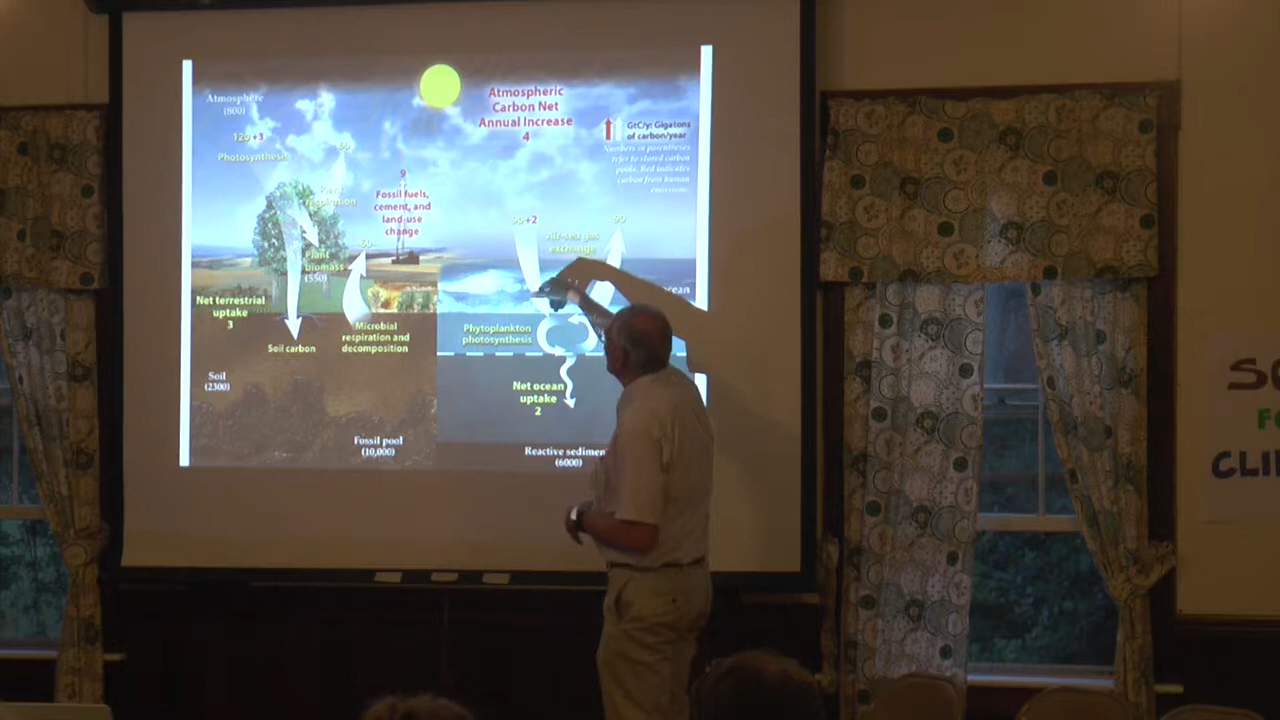 Atmosphere
(800)
120+3
Photosynthesis
60
Plant
respiration
9
Fossil fuels,
cement, and
land-use
change
Atmospheric
Carbon Net
Annual Increase
4
GtC/y: Gigatons
of carbon/year
Numbers in parentheses
refer to stored carbon
pools. Red indicates
carbon from human
emissions.
90+2
90
Air-sea gas
exchange
60
Plant
biomass
(550)
Net terrestrial
uptake
3
Soil carbon
Microbial
respiration and
decomposition
Phytoplankton
photosynthesis
Net ocean
uptake
2
Soil
(2300)
Fossil pool
(10,000)
(6000)